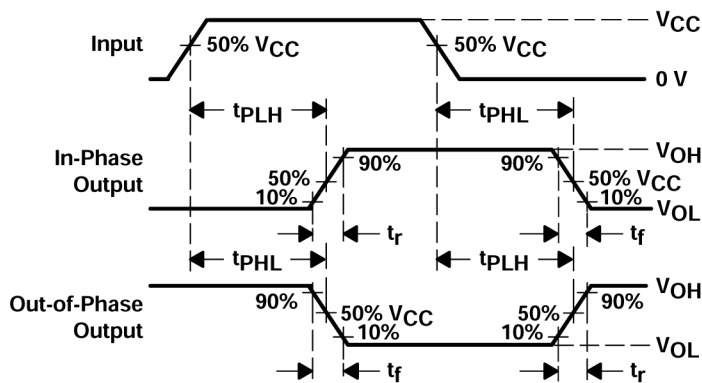 Input
50% VCC
50% VCC
VCC
0 V
tPLH
tPHL
In-Phase
Output
90%
90%
VOH
50%
50% VCC
10%
10%
VOL
tr
tf
tPHL
tPLH
Out-of-Phase
Output
90%
90%
VOH
50% VCC
50%
10%
10%
VOL
tf
tr